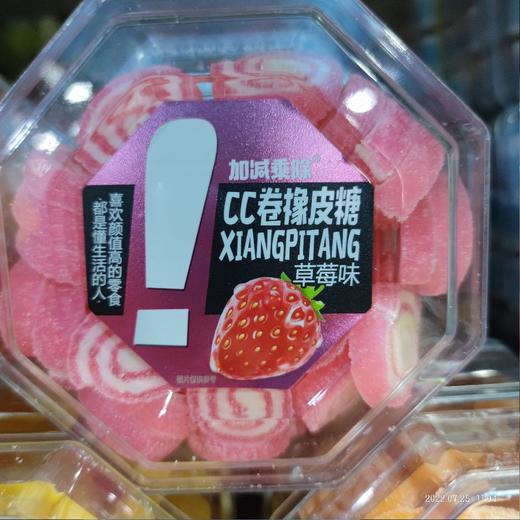 加减乘除
CC卷橡皮糖
XIANGPITANG
草莓味
喜欢颜值高的零食
都是懂生活的人
图片仅供参考
2022.07.25